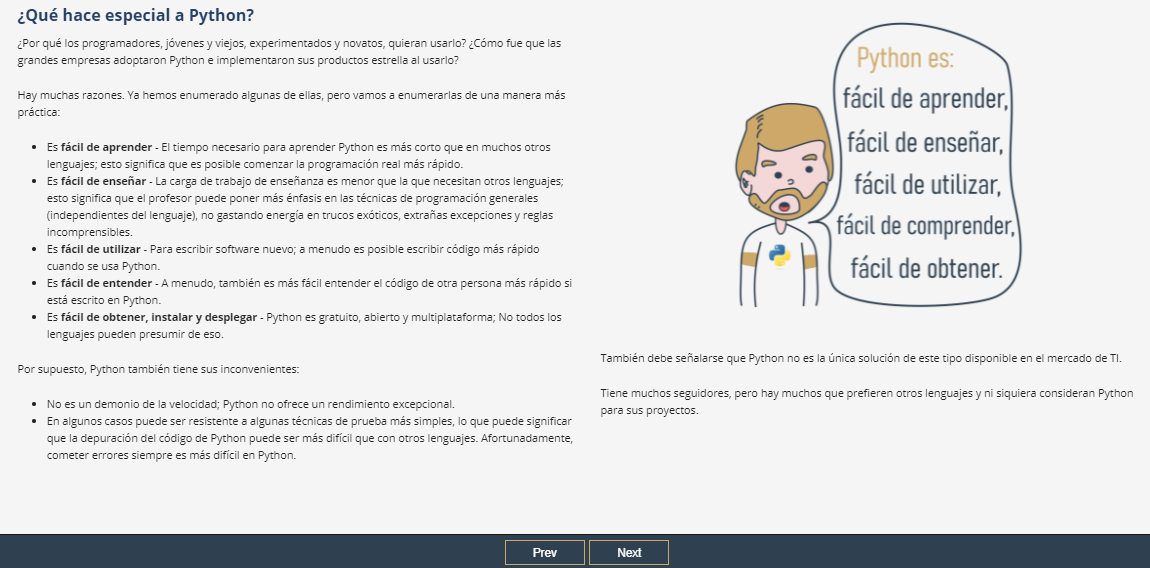 ¿Qué hace especial a Python?
¿Por qué los programadores, jóvenes y viejos, experimentados y novatos, quieran usarlo? ¿Cómo fue que las
grandes empresas adoptaron Python e implementaron sus productos estrella al usarlo?
Hay muchas razones. Ya hemos enumerado algunas de ellas, pero vamos a enumerarlas de una manera más
práctica:
• Es fácil de aprender - El tiempo necesario para aprender Python es más corto que en muchos otros
lenguajes; esto significa que es posible comenzar la programación real más rápido.
• Es fácil de enseñar - La carga de trabajo de enseñanza es menor que la que necesitan otros lenguajes;
esto significa que el profesor puede poner más énfasis en las técnicas de programación generales
(independientes del lenguaje), no gastando energía en trucos exóticos, extrañas excepciones y reglas
incomprensibles.
• Es fácil de utilizar - Para escribir software nuevo; a menudo es posible escribir código más rápido
cuando se usa Python.
• Es fácil de entender - A menudo, también es más fácil entender el código de otra persona más rápido si
está escrito en Python.
• Es fácil de obtener, instalar y desplegar - Python es gratuito, abierto y multiplataforma; No todos los
lenguajes pueden presumir de eso.
Por supuesto, Python también tiene sus inconvenientes:
• No es un demonio de la velocidad; Python no ofrece un rendimiento excepcional.
• En algunos casos puede ser resistente a algunas técnicas de prueba más simples, lo que puede significar
que la depuración del código de Python puede ser más difícil que con otros lenguajes. Afortunadamente,
cometer errores siempre es más difícil en Python.
Python es:
fácil de aprender,
fácil de enseñar,
fácil de utilizar,
fácil de comprender,
fácil de obtener.
También debe señalarse que Python no es la única solución de este tipo disponible en el mercado de TI.
Tiene muchos seguidores, pero hay muchos que prefieren otros lenguajes y ni siquiera consideran Python
para sus proyectos.
Prev
Next